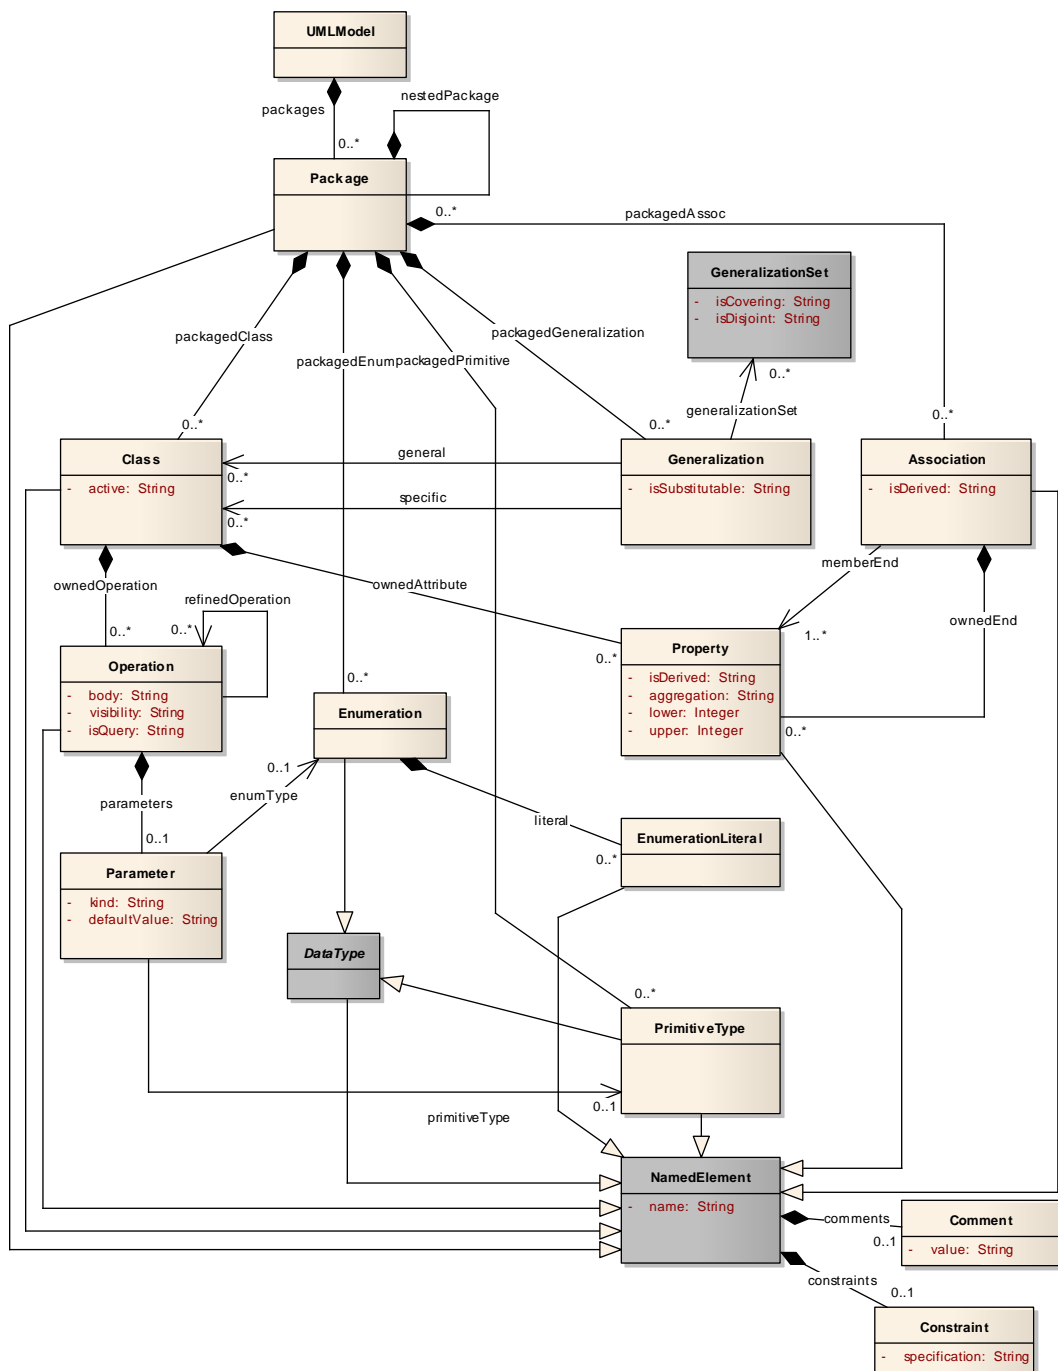 UMLModel
packages
nestedPackage
0..*
Package
0..*
packagedAssoc
GeneralizationSet
- isCovering: String
- isDisjoint: String
packagedClass
packagedEnum
packagedPrimitive
packagedGeneralization
0..*
generalizationSet
0..*
0..*
0..*
Class
- active: String
general
0..*
specific
0..*
Generalization
- isSubstitutable: String
Association
- isDerived: String
ownedOperation
ownedAttribute
memberEnd
refinedOperation
ownedEnd
0..*
0..*
1..*
0..*
Operation
- body: String
- visibility: String
- isQuery: String
Property
- isDerived: String
- aggregation: String
- lower: Integer
- upper: Integer
0..*
0..*
Enumeration
0..1
enumType
parameters
0..1
literal
0..*
EnumerationLiteral
Parameter
- kind: String
- defaultValue: String
DataType
0..*
PrimitiveType
0..1
primitiveType
NamedElement
- name: String
comments
0..1
Comment
- value: String
constraints
0..1
Constraint
- specification: String